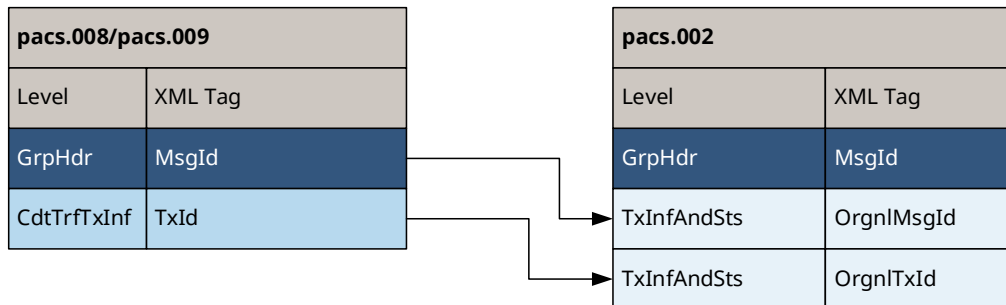 pacs.008/pacs.009
Level XML Tag
GrpHdr MsgId
CdtTrfTxInf TxId
pacs.002
Level XML Tag
GrpHdr MsgId
TxInfAndSts OrgnlMsgId
TxInfAndSts OrgnlTxId